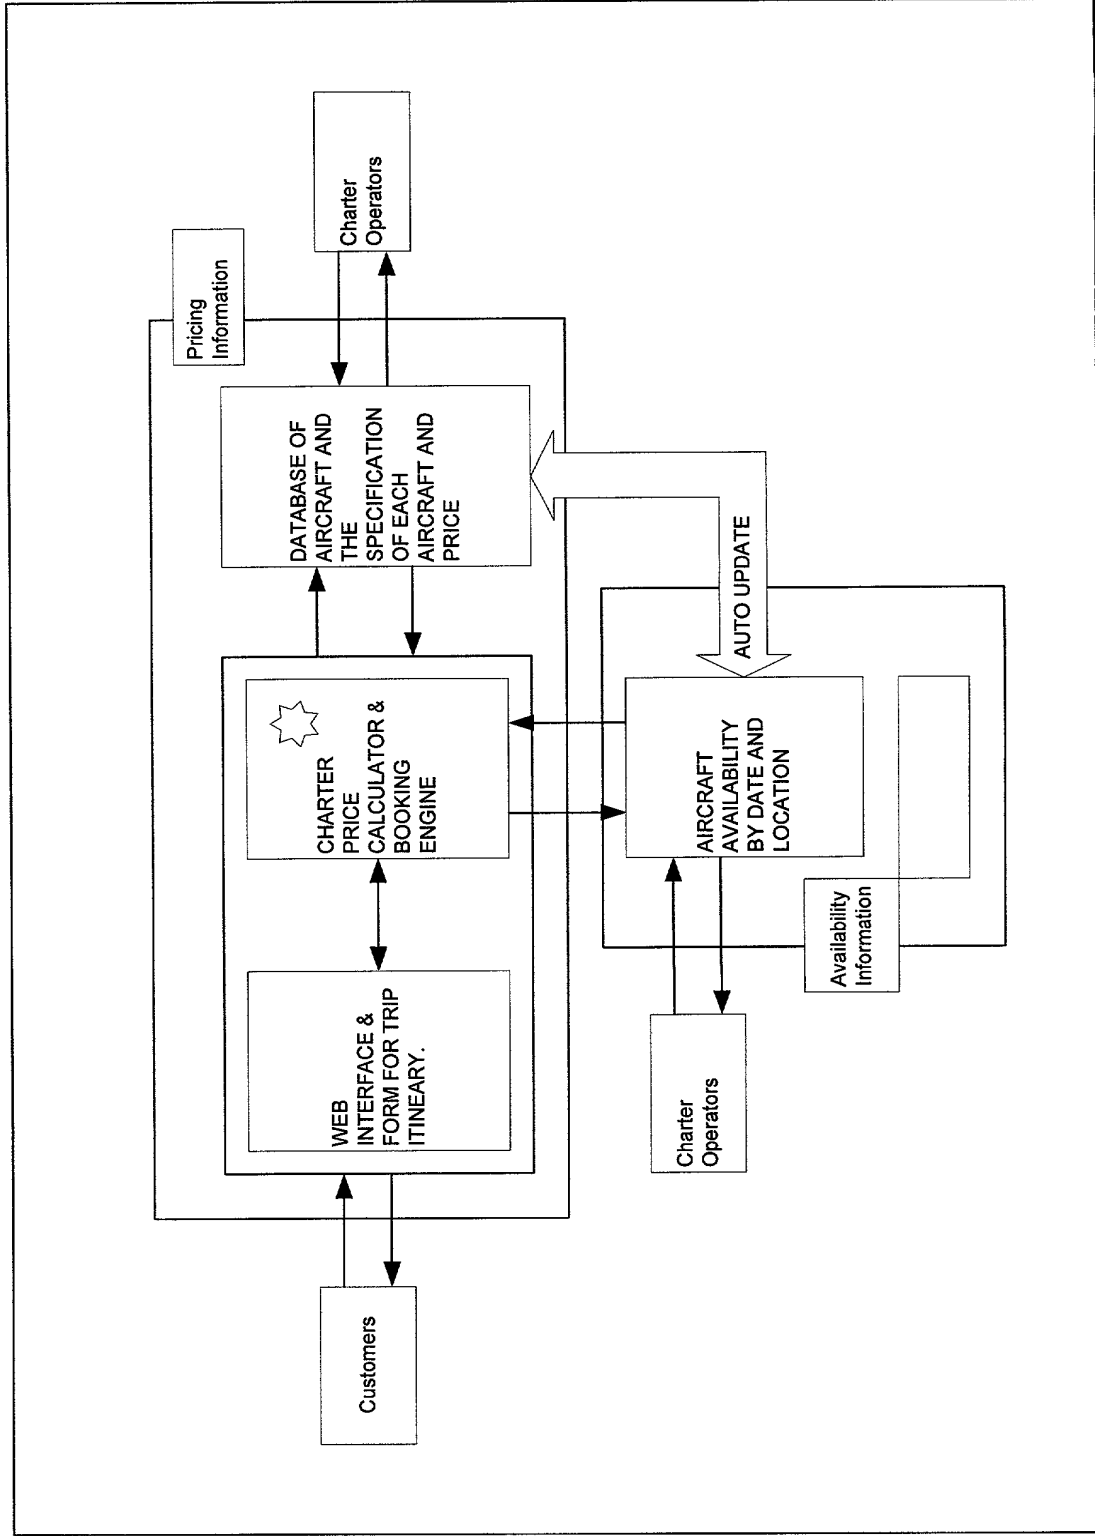 Customers
WEB
INTERFACE &
FORM FOR TRIP
ITINEARY.
CHARTER
PRICE
CALCULATOR &
BOOKING
ENGINE
DATABASE OF
AIRCRAFT AND
THE
SPECIFICATION
OF EACH
AIRCRAFT AND
PRICE
Pricing
Information
Charter
Operators
Charter
Operators
AIRCRAFT
AVAILABILITY
BY DATE AND
LOCATION
AUTO UPDATE
Availability
Information